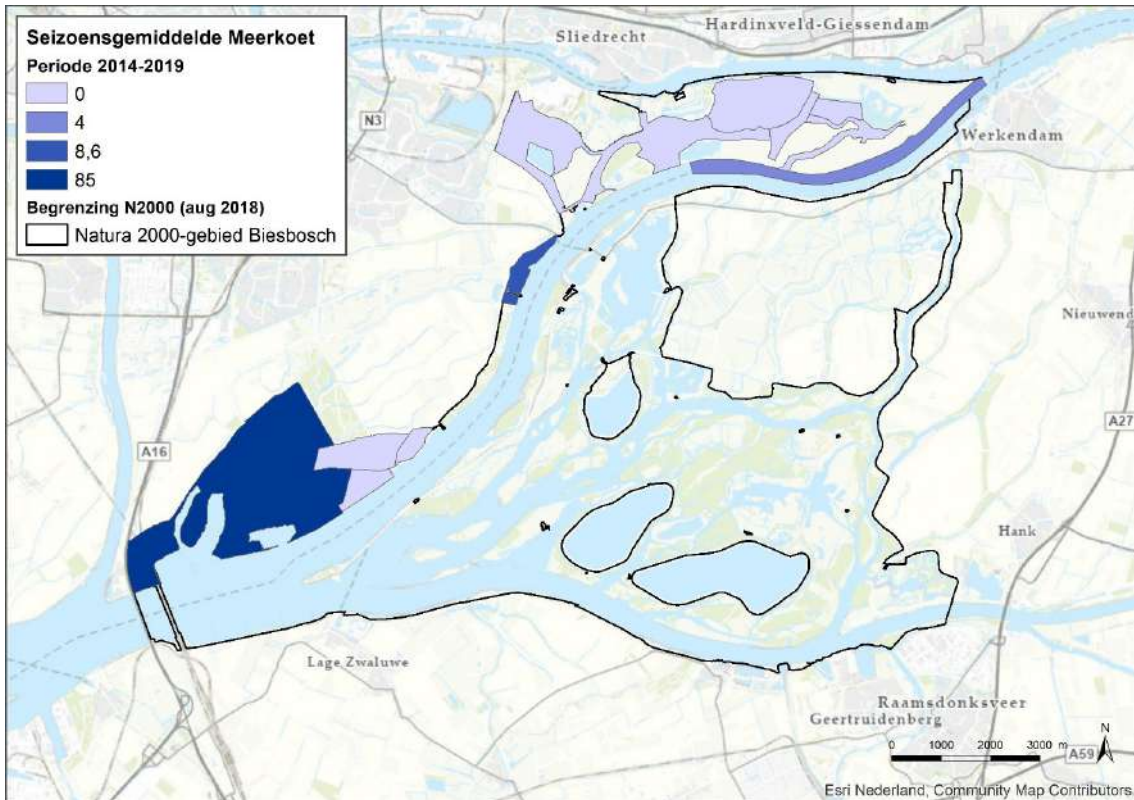 Seizoensgemiddelde Meerkoet
Periode 2014-2019
0
4
8,6
85
Begrenzing N2000 (aug 2018)
Natura 2000-gebied Biesbosch
Hardinxveld-Giessendam
Sliedrecht
N3
Werkendam
Nieuwend
A27
A16
Hank
Lage Zwaluwe
Raamsdonksveer
Geertruidenberg
N
0 1000 2000 3000 m
A59
Esri Nederland, Community Map Contributors